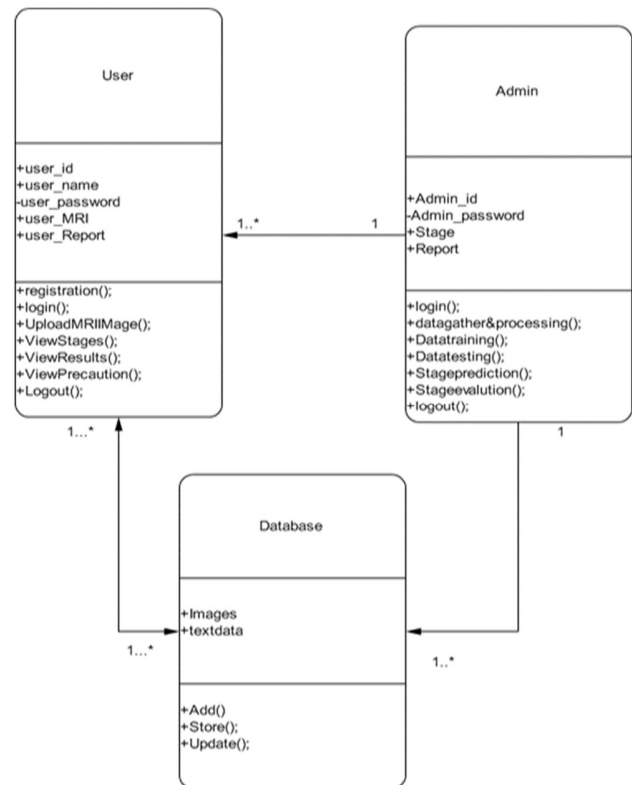 User
+user_id
+user_name
-user_password
+user_MRI
+user_Report
+registration();
+login();
+UploadMRIIMage();
+ViewStages();
+ViewResults();
+ViewPrecaution();
+Logout();
Admin
+Admin_id
-Admin_password
+Stage
+Report
+login();
+datagather&processing();
+Datatraining();
+Datatesting();
+Stageprediction();
+Stageevalution();
+logout();
1..*
1
1...*
1
Database
+Images
+textdata
+Add()
+Store();
+Update();
1...*
1..*